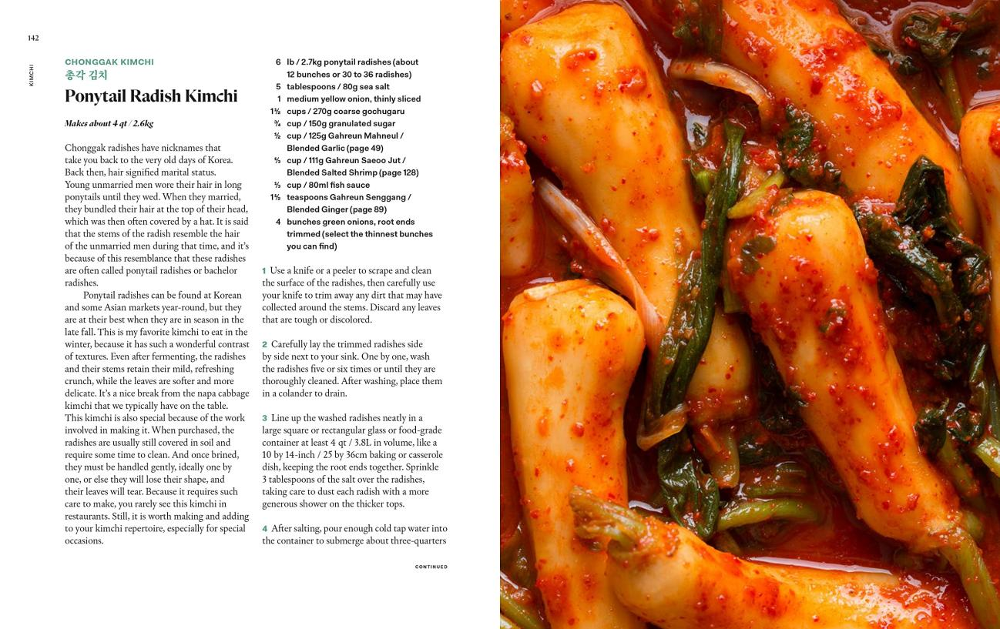 142
KIMCHI
CHONGGAK KIMCHI
총각 김치
Ponytail Radish Kimchi
Makes about 4 qt / 2.6kg
Chonggak radishes have nicknames that
take you back to the very old days of Korea.
Back then, hair signified marital status.
Young unmarried men wore their hair in long
ponytails until they wed. When they married,
they bundled their hair at the top of their head,
which was then often covered by a hat. It is said
that the stems of the radish resemble the hair
of the unmarried men during that time, and it's
because of this resemblance that these radishes
are often called ponytail radishes or bachelor
radishes.
Ponytail radishes can be found at Korean
and some Asian markets year-round, but they
are at their best when they are in season in the
late fall. This is my favorite kimchi to eat in the
winter, because it has such a wonderful contrast
of textures. Even after fermenting, the radishes
and their stems retain their mild, refreshing
crunch, while the leaves are softer and more
delicate. It's a nice break from the napa cabbage
kimchi that we typically have on the table.
This kimchi is also special because of the work
involved in making it. When purchased, the
radishes are usually still covered in soil and
require some time to clean. And once brined,
they must be handled gently, ideally one by
one, or else they will lose their shape, and
their leaves will tear. Because it requires such
care to make, you rarely see this kimchi in
restaurants. Still, it is worth making and adding
to your kimchi repertoire, especially for special
occasions.
6 lb / 2.7kg ponytail radishes (about
12 bunches or 30 to 36 radishes)
5 tablespoons / 80g sea salt
1 medium yellow onion, thinly sliced
cups / 270g coarse gochugaru
¾ cup / 150g granulated sugar
½ cup / 125g Gahreun Mahneul /
Blended Garlic (page 49)
cup / 111g Gahreun Saeoo Jut /
Blended Salted Shrimp (page 128)
⅓ cup / 80ml fish sauce
1½ teaspoons Gahreun Senggang /
Blended Ginger (page 89)
4 bunches green onions, root ends
trimmed (select the thinnest bunches
you can find)
1 Use a knife or a peeler to scrape and clean
the surface of the radishes, then carefully use
your knife to trim away any dirt that may have
collected around the stems. Discard any leaves
that are tough or discolored.
2 Carefully lay the trimmed radishes side
by side next to your sink. One by one, wash
the radishes five or six times or until they are
thoroughly cleaned. After washing, place them
in a colander to drain.
3 Line up the washed radishes neatly in a
large square or rectangular glass or food-grade
container at least 4 qt / 3.8L in volume, like a
10 by 14-inch / 25 by 36cm baking or casserole
dish, keeping the root ends together. Sprinkle
3 tablespoons of the salt over the radishes,
taking care to dust each radish with a more
generous shower on the thicker tops.
4 After salting, pour enough cold tap water into
the container to submerge about three-quarters
CONTINUED